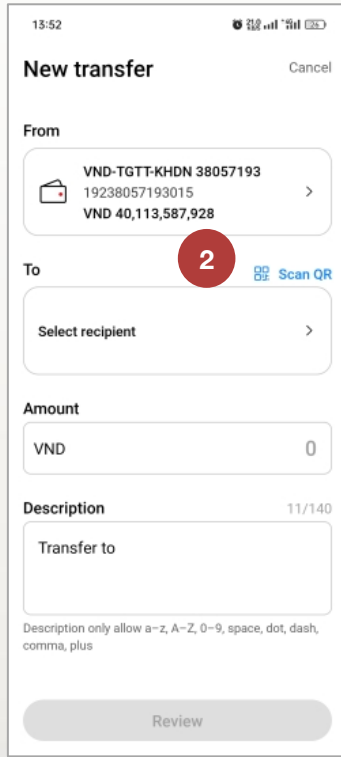 13:52
New transfer
Cancel
From
VND-TGTT-KHDN 38057193
19238057193015
VND 40,113,587,928
2
To
Scan QR
Select recipient
Amount
VND
0
Description
11/140
Transfer to
Description only allow a–z, A–Z, 0–9, space, dot, dash,
comma, plus
Review